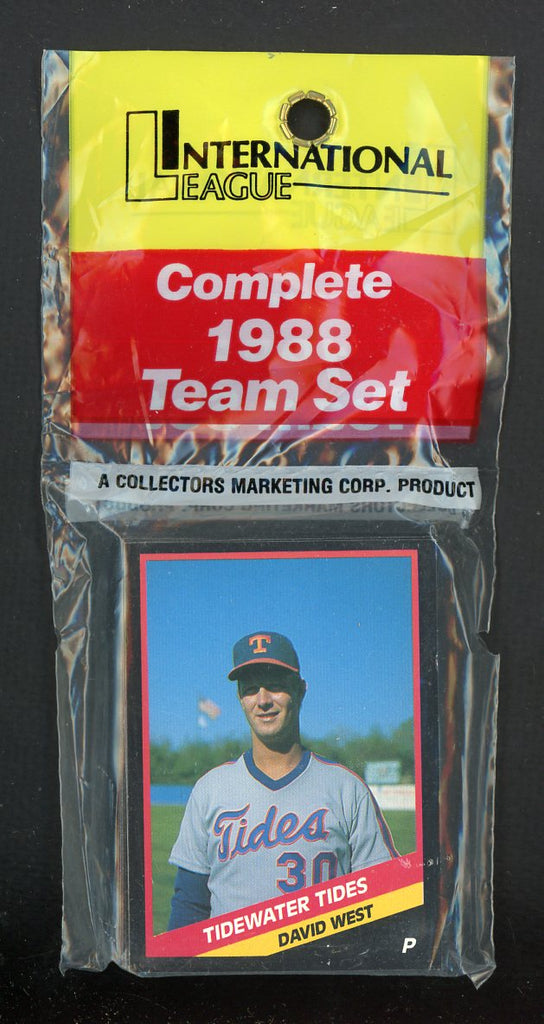 INTERNATIONAL
LEAGUE
Complete
1988
Team Set
A COLLECTORS MARKETING CORP. PRODUCT
T
Tides
30
TIDEWATER TIDES
DAVID WEST
P